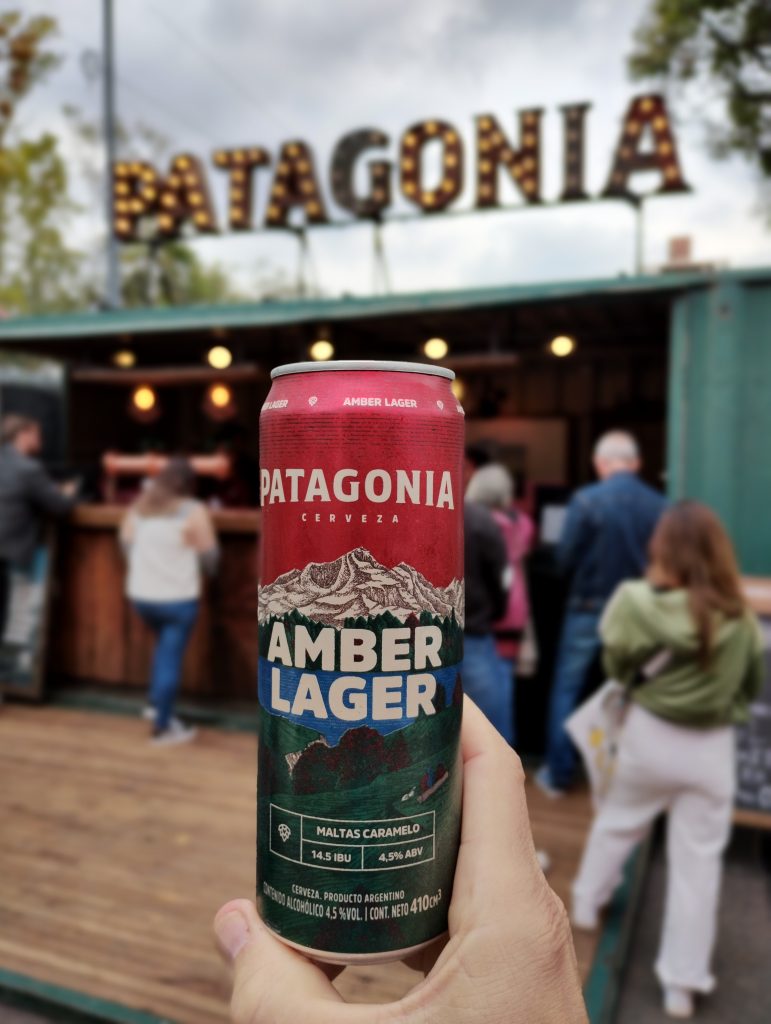 PATAGONIA
AMBER LAGER
PATAGONIA
CERVEZA
AMBER
LAGER
MALTAS CARAMELO
14.5 IBU
4,5% ABV
CERVEZA. PRODUCTO ARGENTINO
CONTENIDO ALCOHÓLICO 4,5 %VOL. | CONT. NETO 410CM³